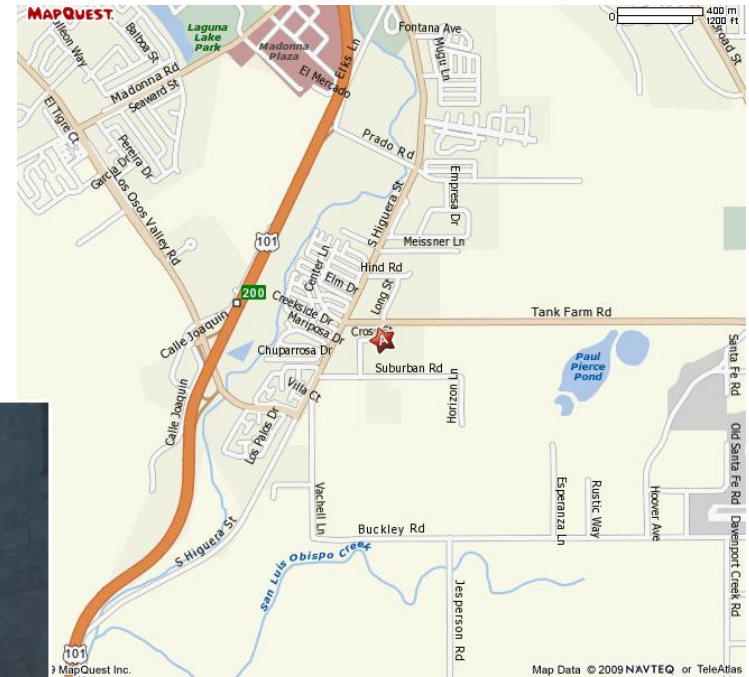 MAPQUEST.
0
400 m
1200 ft
Laguna
Lake
Park
Balboa St
Madonna
Plaza
El Mercado
Elks Ln
Fontana Ave
Mugu Ln
Madonna Rd
Seaward St
El Tigre Ct
Pereira Dr
Garcia Dr
Los Osos Valley Rd
Prado Rd
Empresa Dr
S Higuera St
Meissner Ln
101
Center Ln
Hind Rd
Elm Dr
Long St
200
Creekside Dr
Mariposa Dr
Calle Joaquin
Tank Farm Rd
Cross St
A
Chuparrosa Dr
Suburban Rd
Paul
Pierce
Pond
Santa Fe Rd
Villa Ct
Horizon Ln
Calle Joaquin
Los Palos Dr
Old Santa Fe Rd
Vachell Ln
Esperanza Ln
Rustic Way
Hoover Ave
S Higuera St
Buckley Rd
Davenport Creek Rd
San Luis Obispo Creek
Jesperson Rd
101
MapQuest Inc.
Map Data © 2009 NAVTEQ or TeleAtlas